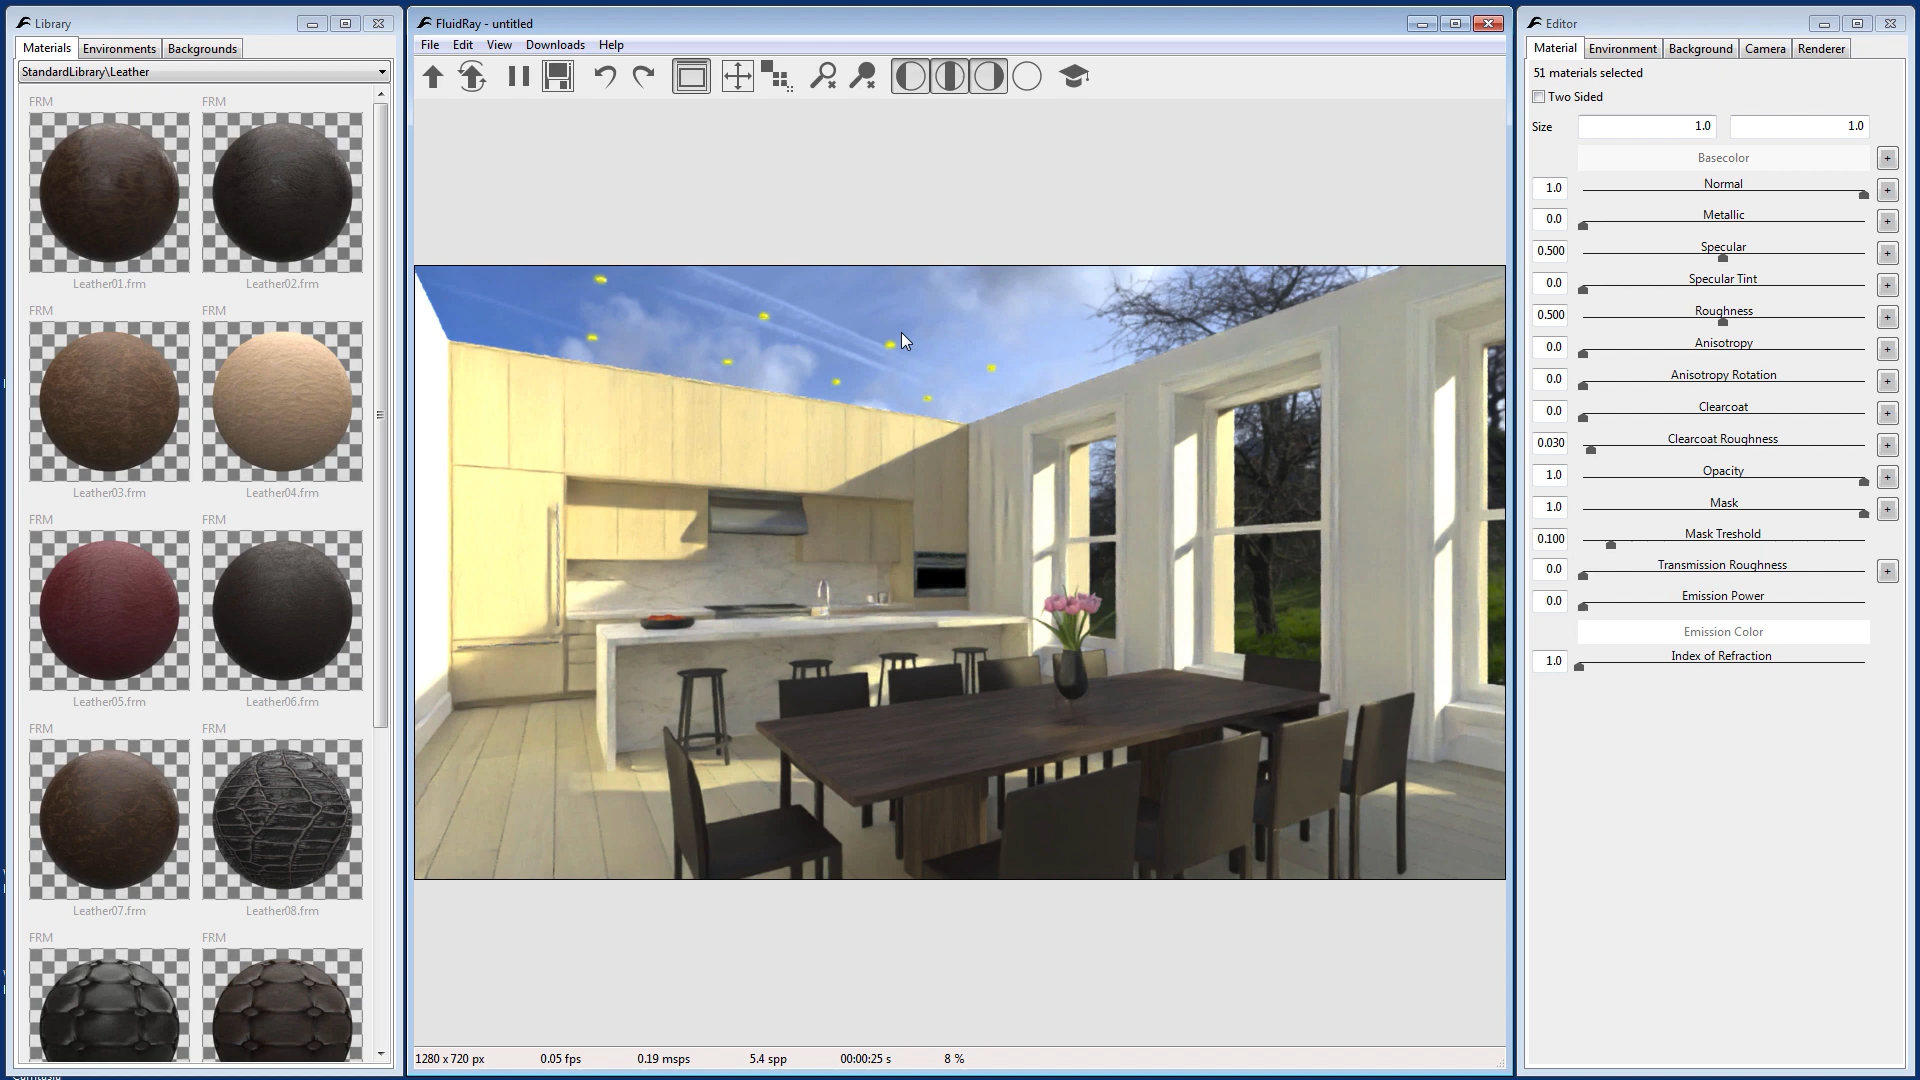 Library
Materials Environments Backgrounds
StandardLibrary\Leather
FRM FRM
Leather01.frm Leather02.frm
FRM FRM
Leather03.frm Leather04.frm
FRM FRM
Leather05.frm Leather06.frm
FRM FRM
Leather07.frm Leather08.frm
FRM FRM
FluidRay - untitled
File Edit View Downloads Help
1280 x 720 px 0.05 fps 0.19 msps 5.4 spp 00:00:25 s 8 %
Editor
Material Environment Background Camera Renderer
51 materials selected
Two Sided
Size 1.0 1.0
Basecolor +
1.0 Normal +
0.0 Metallic +
0.500 Specular +
0.0 Specular Tint +
0.500 Roughness +
0.0 Anisotropy +
0.0 Anisotropy Rotation +
0.0 Clearcoat +
0.030 Clearcoat Roughness +
1.0 Opacity +
1.0 Mask +
0.100 Mask Treshold
0.0 Transmission Roughness +
0.0 Emission Power
Emission Color
1.0 Index of Refraction